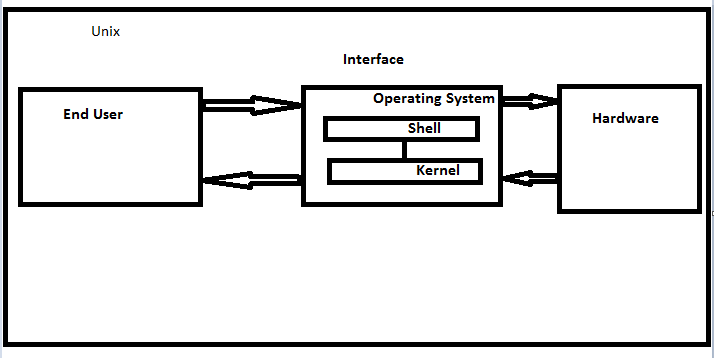 Unix
Interface
End User
Operating System
Shell
Kernel
Hardware